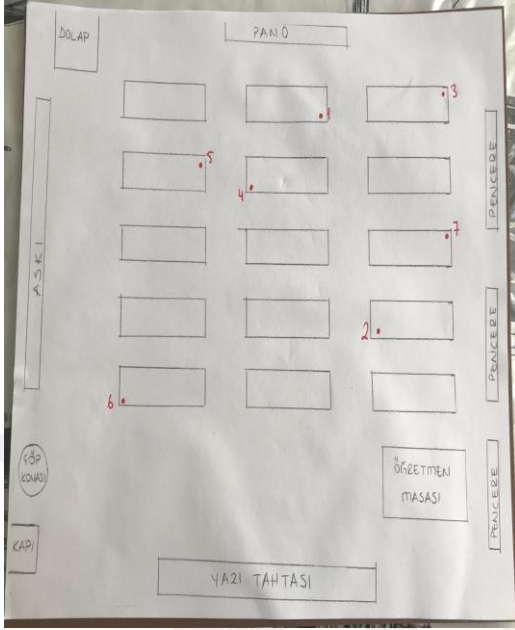 DOLAP
PANO
1
3
5
4
PENCERE
ASKI
7
2
PENCERE
6
ÇÖP
KOVASI
ÖĞRETMEN
MASASI
PENCERE
KAPI
YAZI TAHTASI